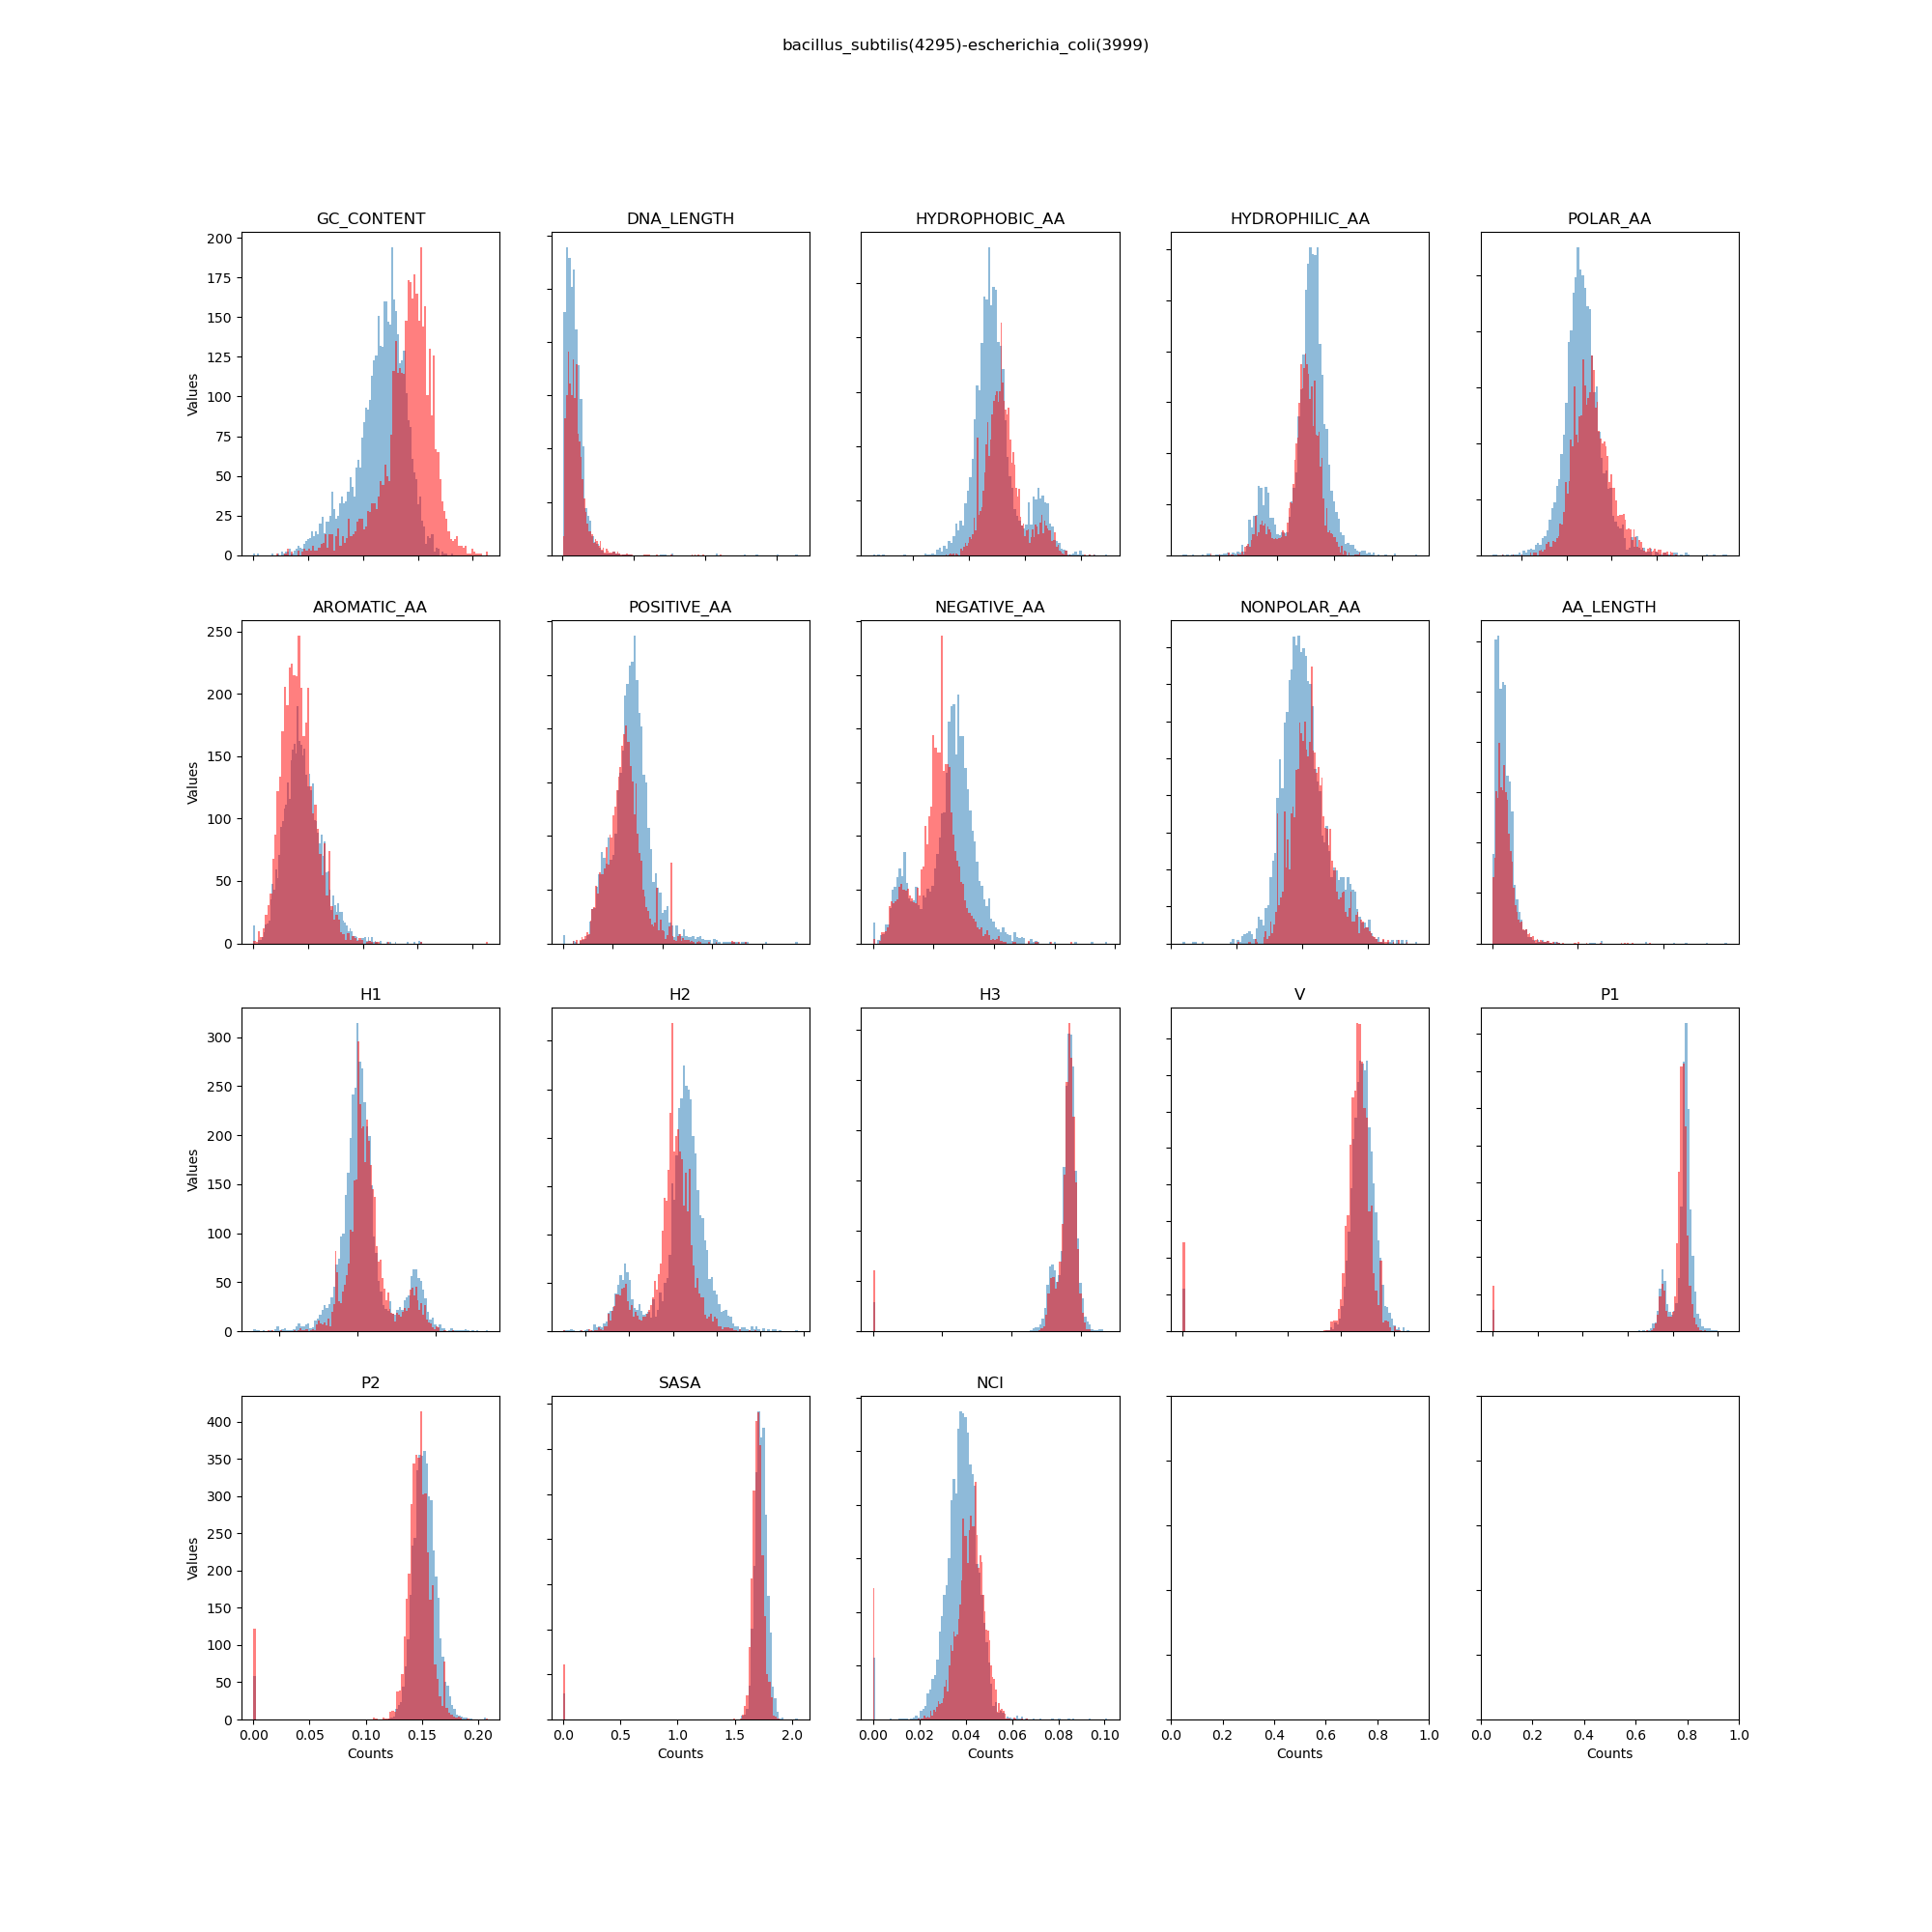 bacillus_subtilis(4295)-escherichia_coli(3999)
GC_CONTENT
DNA_LENGTH
HYDROPHOBIC_AA
HYDROPHILIC_AA
POLAR_AA
200
175
150
125
100
75
50
25
0
Values
AROMATIC_AA
POSITIVE_AA
NEGATIVE_AA
NONPOLAR_AA
AA_LENGTH
250
200
150
100
50
0
Values
H1
H2
H3
V
P1
300
250
200
150
100
50
0
Values
P2
SASA
NCI
400
350
300
250
200
150
100
50
0
Values
0.00 0.05 0.10 0.15 0.20
0.0 0.5 1.0 1.5 2.0
0.00 0.02 0.04 0.06 0.08 0.10
0.0 0.2 0.4 0.6 0.8 1.0
0.0 0.2 0.4 0.6 0.8 1.0
Counts
Counts
Counts
Counts
Counts